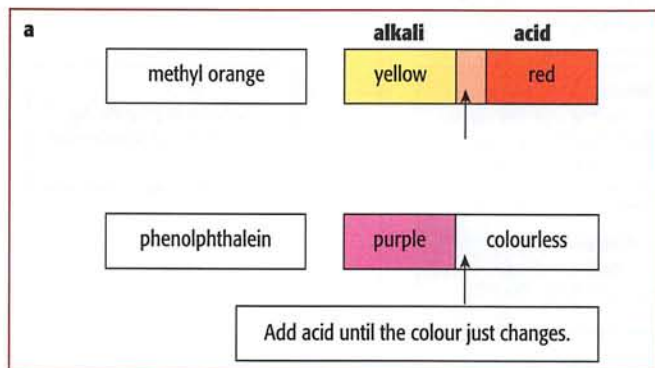 a
alkali acid
methyl orange yellow red
phenolphthalein purple colourless
Add acid until the colour just changes.